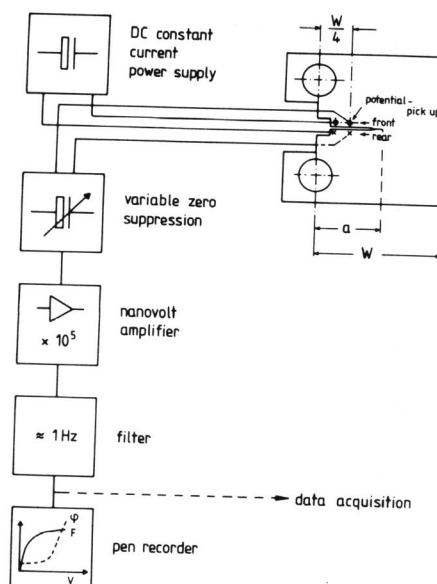 DC constant
current
power supply
W
4
potential-
pick up
front
rear
a
W
variable zero
suppression
nanovolt
amplifier
× 10⁵
≈ 1 Hz
filter
data acquisition
φ
F
V
pen recorder